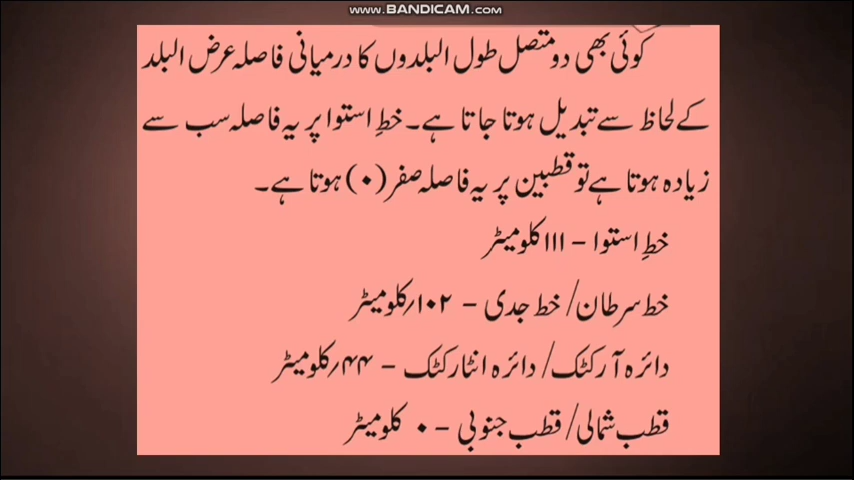 WWW.BANDICAM.COM
کوئی بھی دو متصل طول البلدوں کا درمیانی فاصلہ عرض البلد
کے لحاظ سے تبدیل ہوتا جاتا ہے۔ خطِ استوا پر یہ فاصلہ سب سے
زیادہ ہوتا ہے تو قطبین پر یہ فاصلہ صفر (۰) ہوتا ہے۔
خطِ استوا - ۱۱۱ کلومیٹر
خط سرطان/ خط جدی - ۱۰۲؍کلومیٹر
دائرہ آرکٹک/ دائرہ انٹارکٹک - ۴۴؍کلومیٹر
قطب شمالی/ قطب جنوبی - ۰ کلومیٹر